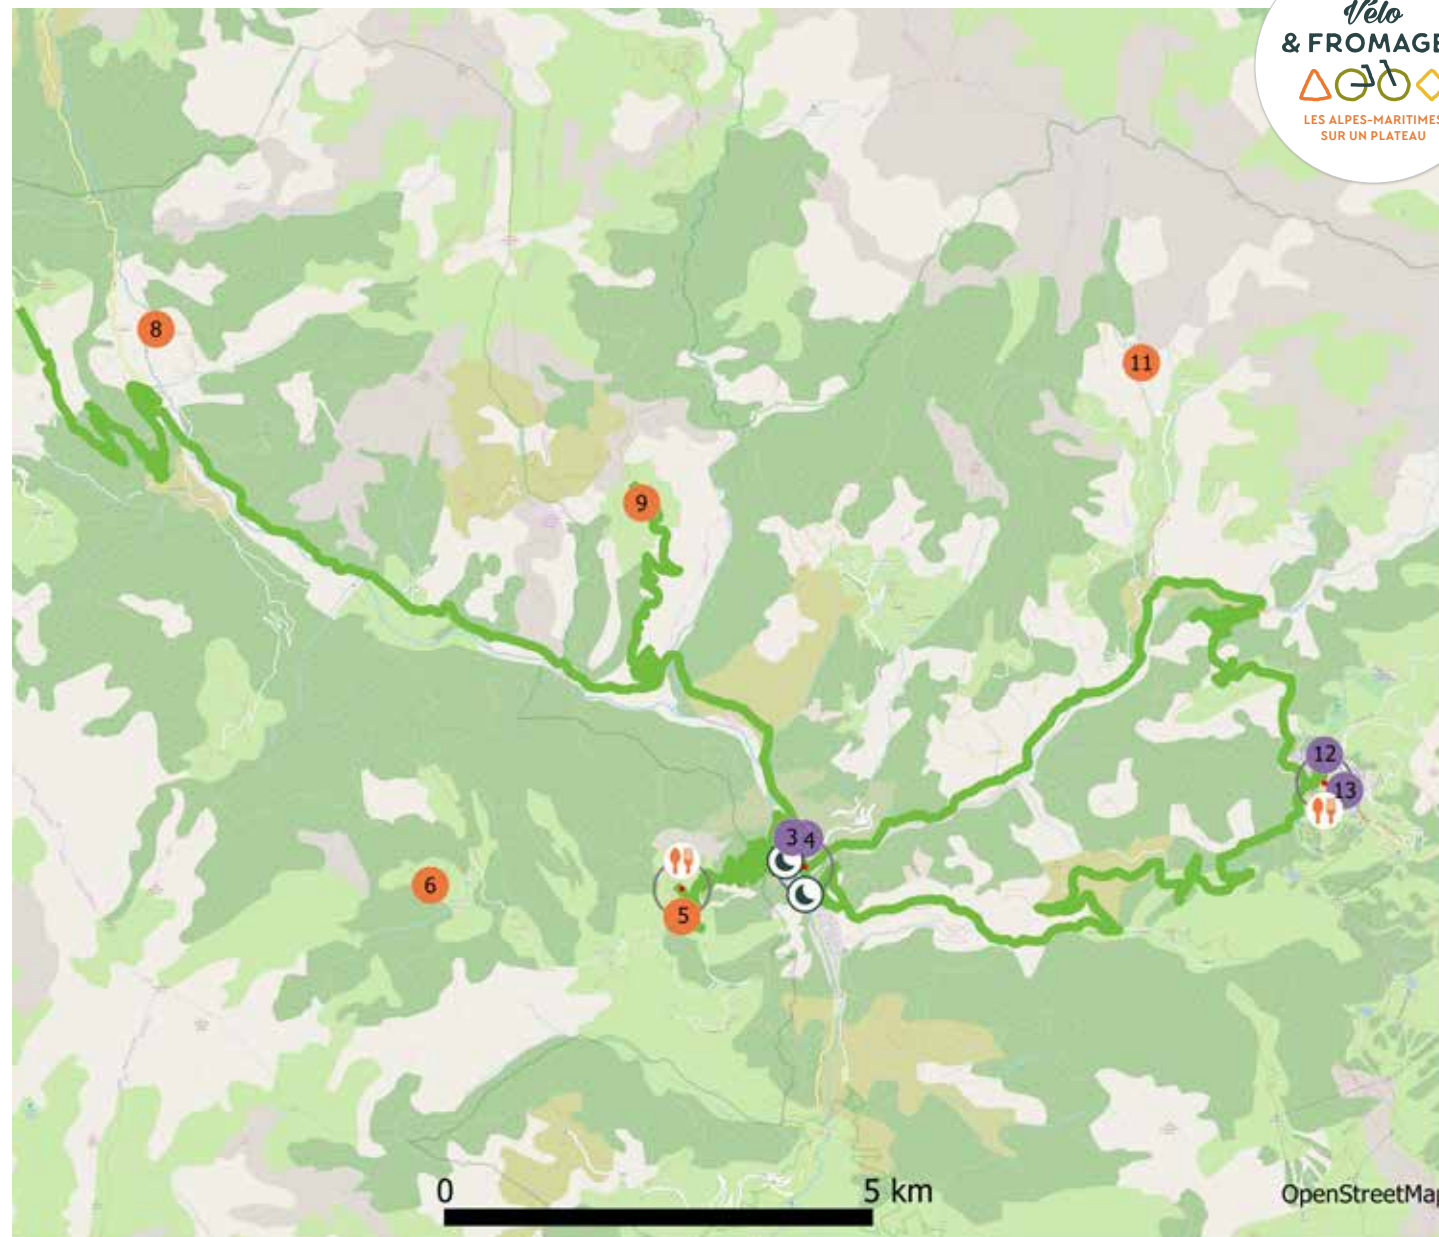 Vélo
& FROMAGE
LES ALPES-MARITIMES
SUR UN PLATEAU
8
11
9
12
13
3 4
6
5
0 5 km
OpenStreetMap